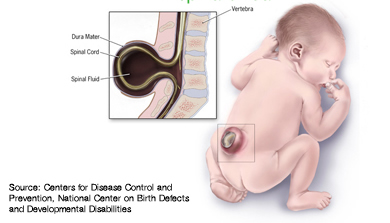 Vertebra
Dura Mater
Spinal Cord
Spinal Fluid
Source: Centers for Disease Control and
Prevention, National Center on Birth Defects
and Developmental Disabilities